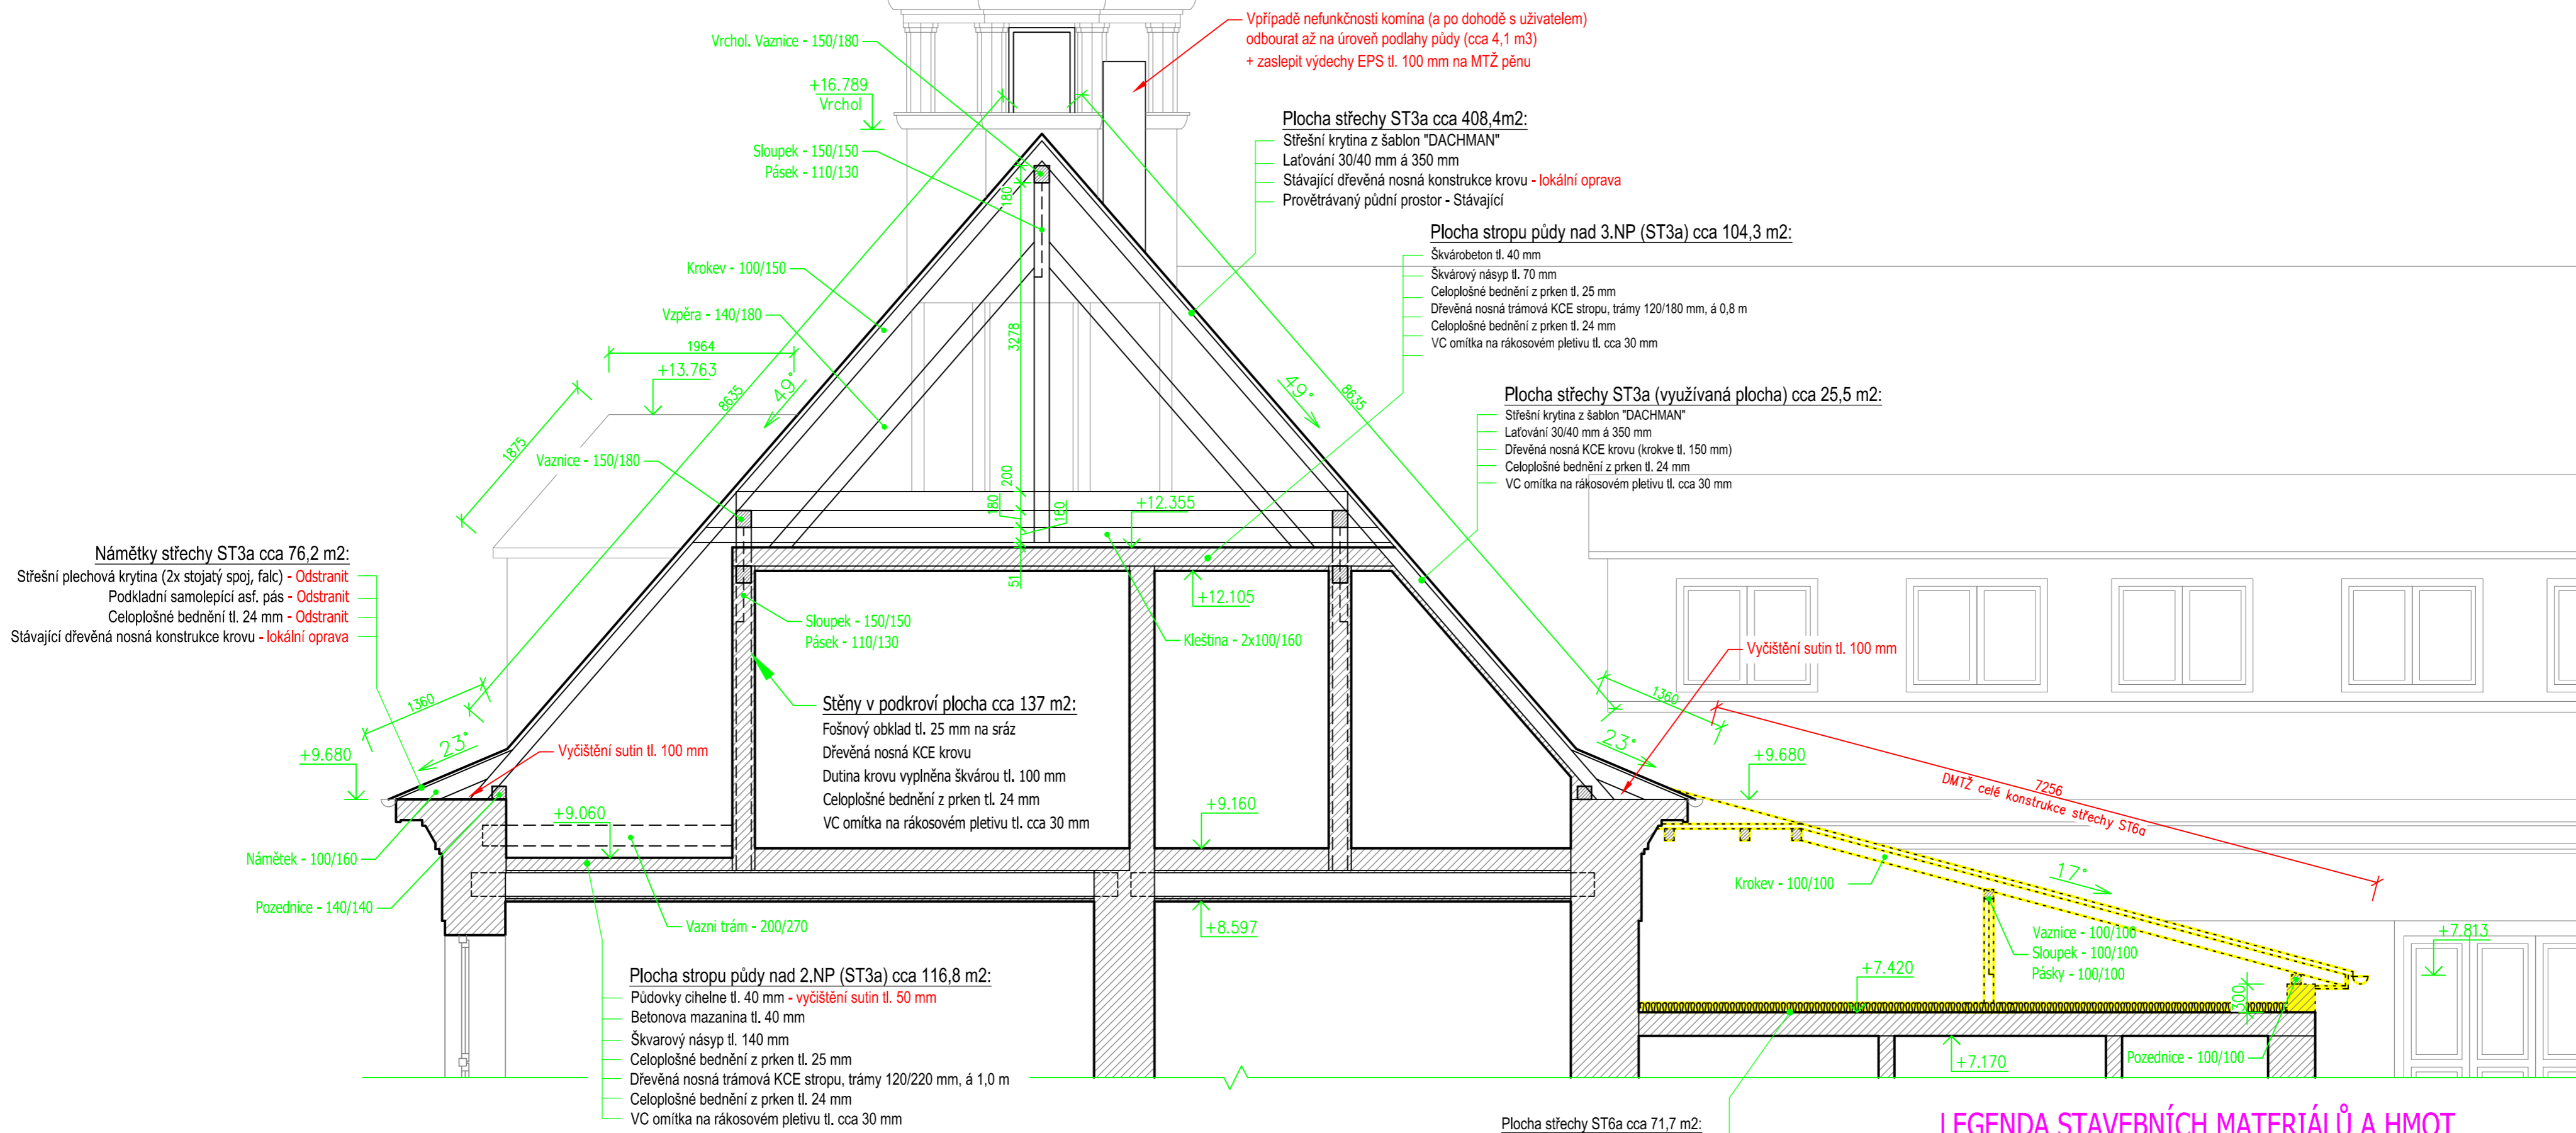 Vrchol. Vaznice - 150/180
+16.789
Vrchol
Sloupek - 150/150
Pásek - 110/130
Krokev - 100/150
Vzpěra - 140/180
1964
+13.763
49°
8635
1875
Vaznice - 150/180
180
3278
200
180
160
51
+12.355
+12.105
Vpřípadě nefunkčnosti komína (a po dohodě s uživatelem)
odbourat až na úroveň podlahy půdy (cca 4,1 m3)
+ zaslepit výdechy EPS tl. 100 mm na MTŽ pěnu
Plocha střechy ST3a cca 408,4m2:
Střešní krytina z šablon "DACHMAN"
Laťování 30/40 mm á 350 mm
Stávající dřevěná nosná konstrukce krovu - lokální oprava
Provětrávaný půdní prostor - Stávající
Plocha stropu půdy nad 3.NP (ST3a) cca 104,3 m2:
Škvárobeton tl. 40 mm
Škvárový násyp tl. 70 mm
Celoplošné bednění z prken tl. 25 mm
Dřevěná nosná trámová KCE stropu, trámy 120/180 mm, á 0,8 m
Celoplošné bednění z prken tl. 24 mm
VC omítka na rákosovém pletivu tl. cca 30 mm
49°
8635
Plocha střechy ST3a (využívaná plocha) cca 25,5 m2:
Střešní krytina z šablon "DACHMAN"
Laťování 30/40 mm á 350 mm
Dřevěná nosná KCE krovu (krokve tl. 150 mm)
Celoplošné bednění z prken tl. 24 mm
VC omítka na rákosovém pletivu tl. cca 30 mm
Námětky střechy ST3a cca 76,2 m2:
Střešní plechová krytina (2x stojatý spoj, falc) - Odstranit
Podkladní samolepící asf. pás - Odstranit
Celoplošné bednění tl. 24 mm - Odstranit
Stávající dřevěná nosná konstrukce krovu - lokální oprava
Sloupek - 150/150
Pásek - 110/130
Kleština - 2x100/160
Stěny v podkroví plocha cca 137 m2:
Fošnový obklad tl. 25 mm na sráz
Dřevěná nosná KCE krovu
Dutina krovu vyplněna škvárou tl. 100 mm
Celoplošné bednění z prken tl. 24 mm
VC omítka na rákosovém pletivu tl. cca 30 mm
1360
23°
+9.680
Vyčištění sutin tl. 100 mm
+9.060
+9.160
Námětek - 100/160
Pozednice - 140/140
Vazni trám - 200/270
+8.597
Vyčištění sutin tl. 100 mm
1360
23°
+9.680
7256
DMTŽ celé konstrukce střechy ST6a
17°
Krokev - 100/100
Vaznice - 100/100
Sloupek - 100/100
Pásky - 100/100
+7.813
+7.420
300
+7.170
Pozednice - 100/100
Plocha stropu půdy nad 2.NP (ST3a) cca 116,8 m2:
Půdovky cihelne tl. 40 mm - vyčištění sutin tl. 50 mm
Betonova mazanina tl. 40 mm
Škvarový násyp tl. 140 mm
Celoplošné bednění z prken tl. 25 mm
Dřevěná nosná trámová KCE stropu, trámy 120/220 mm, á 1,0 m
Celoplošné bednění z prken tl. 24 mm
VC omítka na rákosovém pletivu tl. cca 30 mm
Plocha střechy ST6a cca 71,7 m2:
LEGENDA STAVEBNÍCH MATERIÁLŮ A HMOT